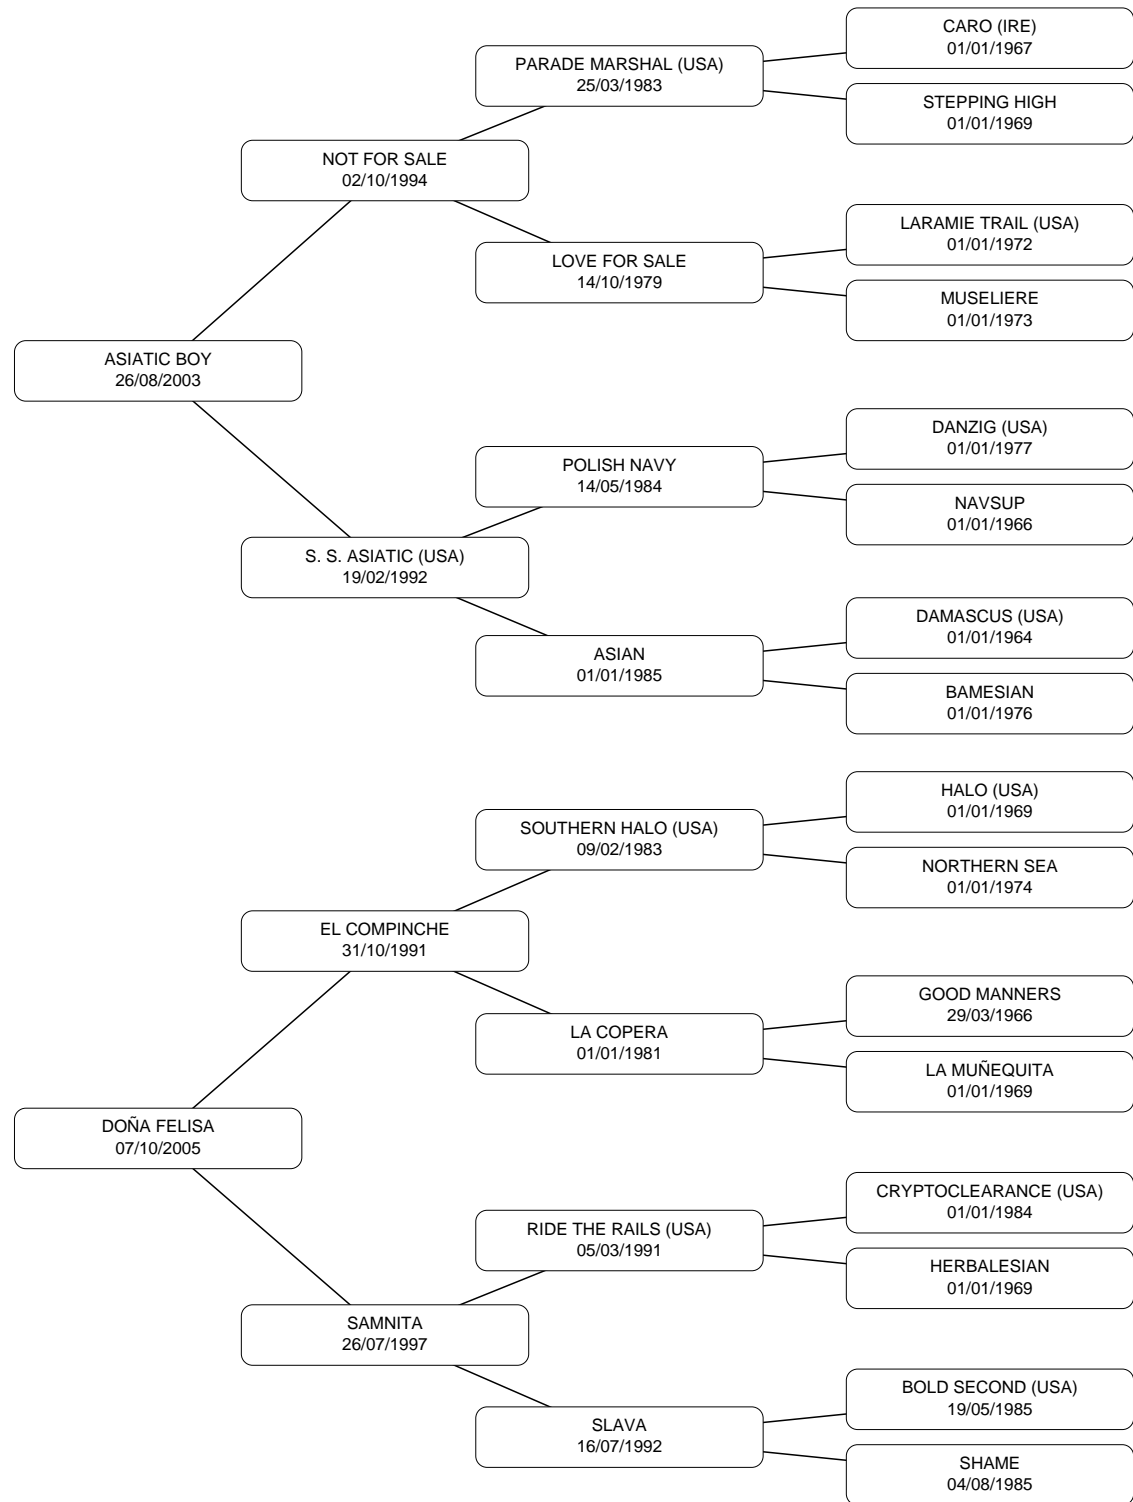 CARO (IRE)
01/01/1967
PARADE MARSHAL (USA)
25/03/1983
STEPPING HIGH
01/01/1969
NOT FOR SALE
02/10/1994
LARAMIE TRAIL (USA)
01/01/1972
LOVE FOR SALE
14/10/1979
MUSELIERE
01/01/1973
ASIATIC BOY
26/08/2003
DANZIG (USA)
01/01/1977
POLISH NAVY
14/05/1984
NAVSUP
01/01/1966
S. S. ASIATIC (USA)
19/02/1992
DAMASCUS (USA)
01/01/1964
ASIAN
01/01/1985
BAMESIAN
01/01/1976
HALO (USA)
01/01/1969
SOUTHERN HALO (USA)
09/02/1983
NORTHERN SEA
01/01/1974
EL COMPINCHE
31/10/1991
GOOD MANNERS
29/03/1966
LA COPERA
01/01/1981
LA MUÑEQUITA
01/01/1969
DOÑA FELISA
07/10/2005
CRYPTOCLEARANCE (USA)
01/01/1984
RIDE THE RAILS (USA)
05/03/1991
HERBALESIAN
01/01/1969
SAMNITA
26/07/1997
BOLD SECOND (USA)
19/05/1985
SLAVA
16/07/1992
SHAME
04/08/1985